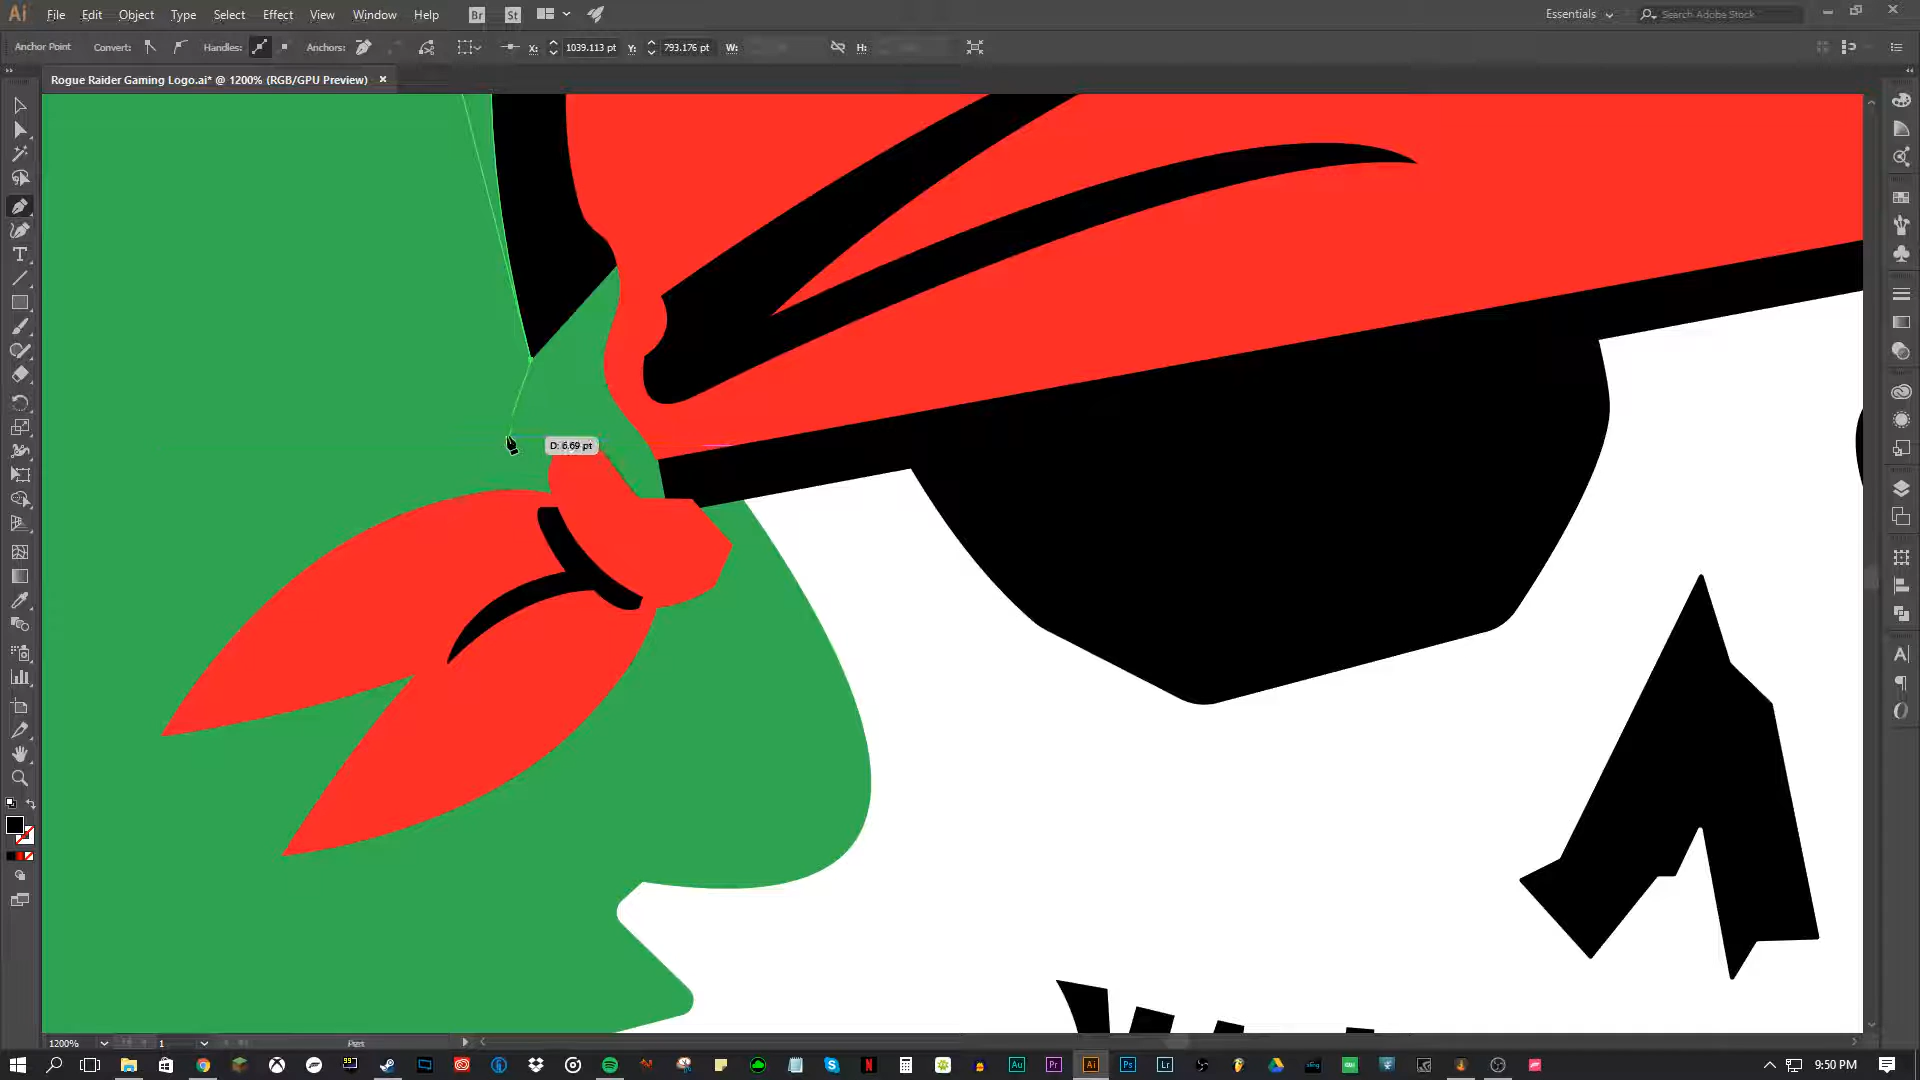 Ai File Edit Object Type Select Effect View Window Help Br St Essentials Search Adobe Stock
Anchor Point Convert: Handles: Anchors: X: 1039.113 pt Y: 793.176 pt W: H:
Rogue Raider Gaming Logo.ai* @ 1200% (RGB/GPU Preview) ×
D: 6.69 pt
1200% 1 Pen
9:50 PM